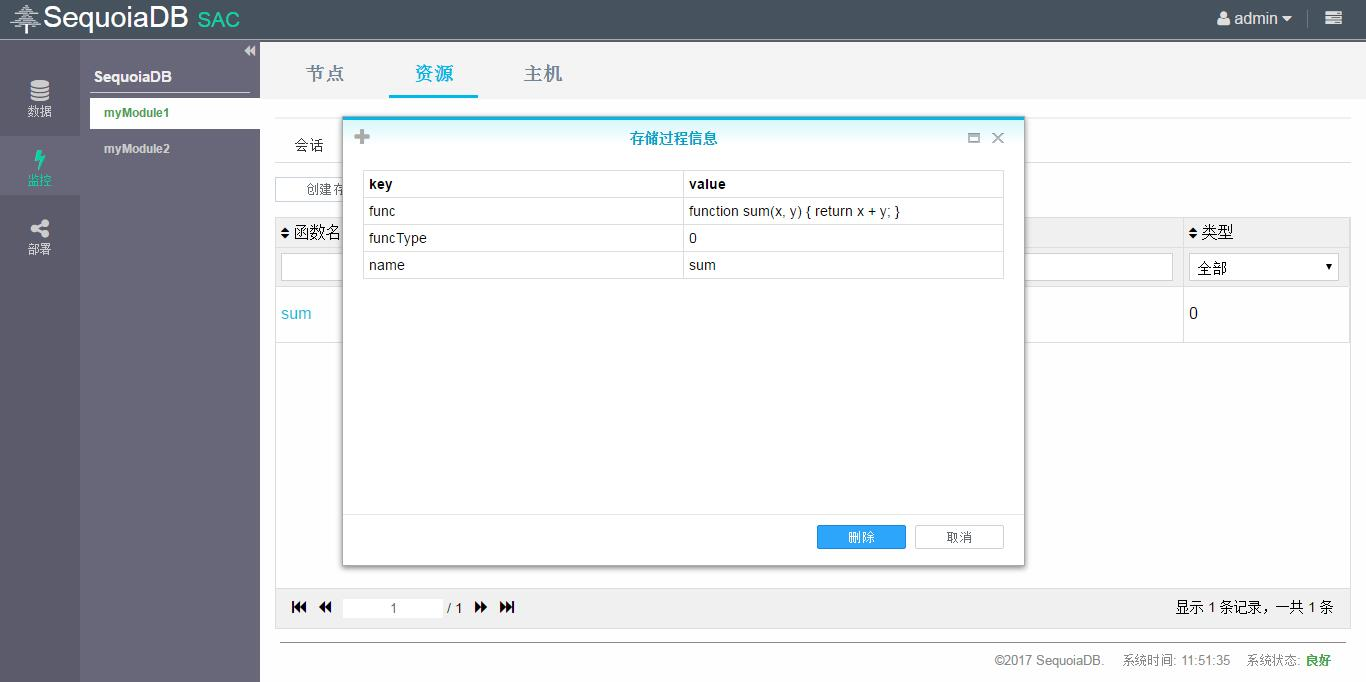 SequoiaDB SAC
admin
数据
监控
部署
SequoiaDB
myModule1
myModule2
节点 资源 主机
会话
创建存
函数名 类型
全部
sum 0
存储过程信息
key value
func function sum(x, y) { return x + y; }
funcType 0
name sum
删除 取消
1 / 1 显示 1 条记录，一共 1 条
©2017 SequoiaDB. 系统时间: 11:51:35 系统状态: 良好